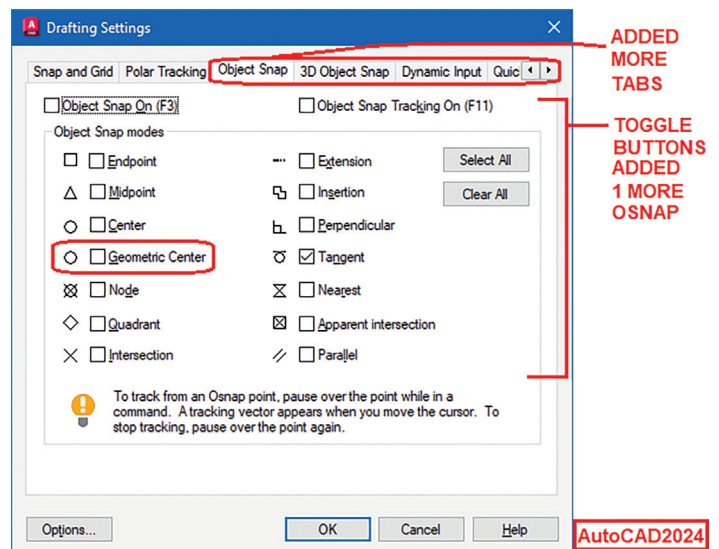 Drafting Settings
Snap and Grid Polar Tracking Object Snap 3D Object Snap Dynamic Input Quic
ADDED
MORE
TABS
Object Snap On (F3) Object Snap Tracking On (F11)
Object Snap modes
Endpoint Extension Select All
Midpoint Insertion Clear All
Center Perpendicular
Geometric Center Tangent
Node Nearest
Quadrant Apparent intersection
Intersection Parallel
TOGGLE
BUTTONS
ADDED
1 MORE
OSNAP
To track from an Osnap point, pause over the point while in a
command. A tracking vector appears when you move the cursor. To
stop tracking, pause over the point again.
Options... OK Cancel Help
AutoCAD2024